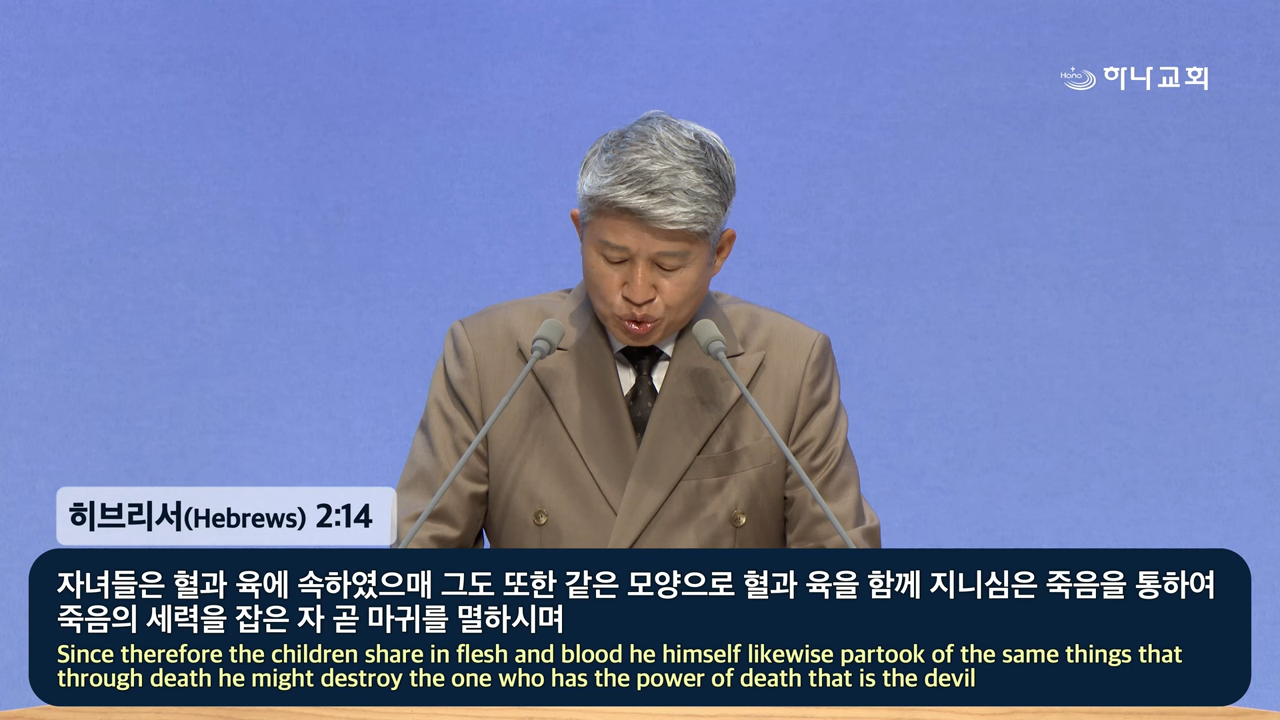 Hana 하나교회
히브리서(Hebrews) 2:14
자녀들은 혈과 육에 속하였으매 그도 또한 같은 모양으로 혈과 육을 함께 지니심은 죽음을 통하여
죽음의 세력을 잡은 자 곧 마귀를 멸하시며
Since therefore the children share in flesh and blood he himself likewise partook of the same things that
through death he might destroy the one who has the power of death that is the devil